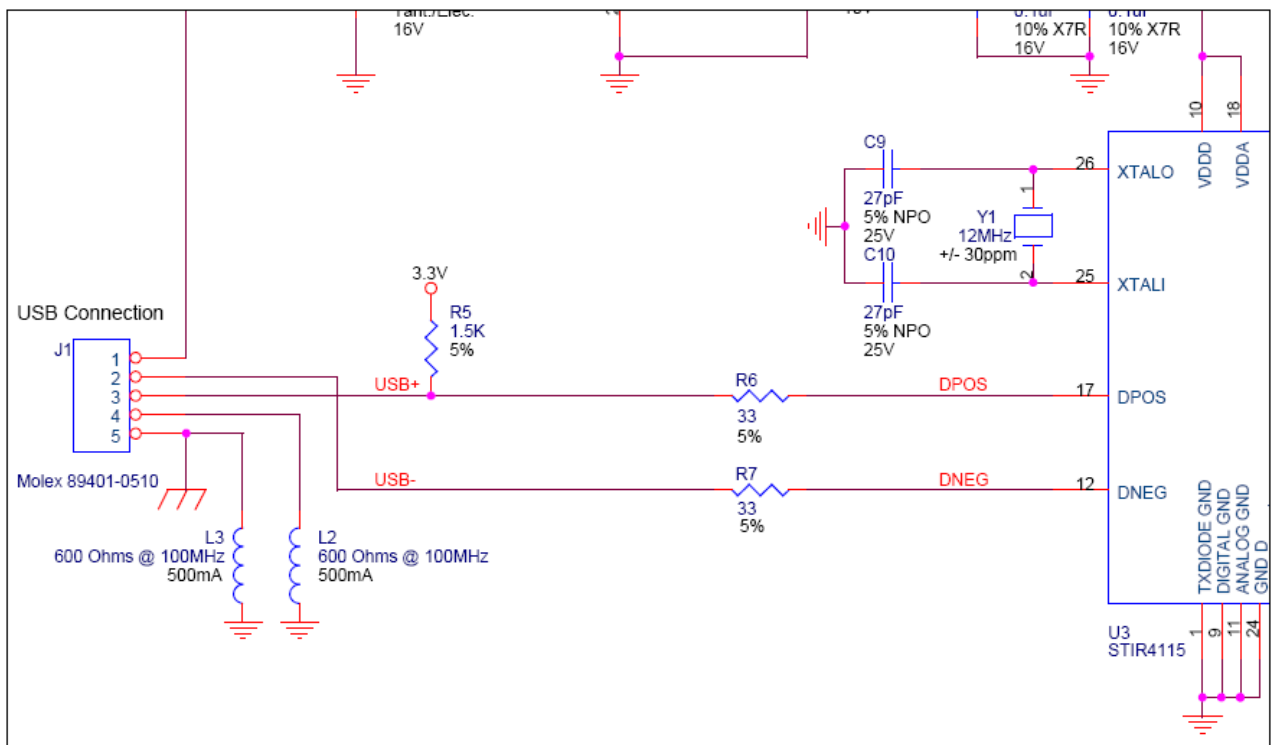 16V
10% X7R
16V
10% X7R
16V
10
18
VDDD
VDDA
C9
27pF
5% NPO
25V
26
XTALO
1
Y1
12MHz
+/- 30ppm
2
C10
27pF
5% NPO
25V
25
XTALI
3.3V
R5
1.5K
5%
USB Connection
J1
1
2
3
4
5
Molex 89401-0510
USB+
R6
33
5%
DPOS
17
DPOS
USB-
R7
33
5%
DNEG
12
DNEG
L3
600 Ohms @ 100MHz
500mA
L2
600 Ohms @ 100MHz
500mA
TXDIODE GND
DIGITAL GND
ANALOG GND
GND D
1
9
11
24
U3
STIR4115